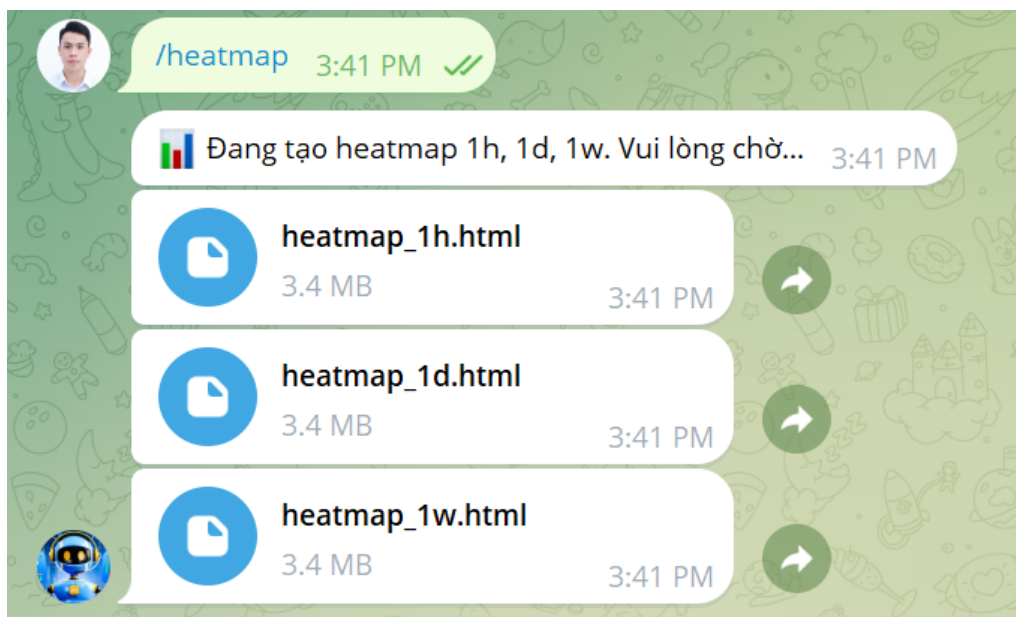 /heatmap 3:41 PM
Đang tạo heatmap 1h, 1d, 1w. Vui lòng chờ... 3:41 PM
heatmap_1h.html
3.4 MB 3:41 PM
heatmap_1d.html
3.4 MB 3:41 PM
heatmap_1w.html
3.4 MB 3:41 PM